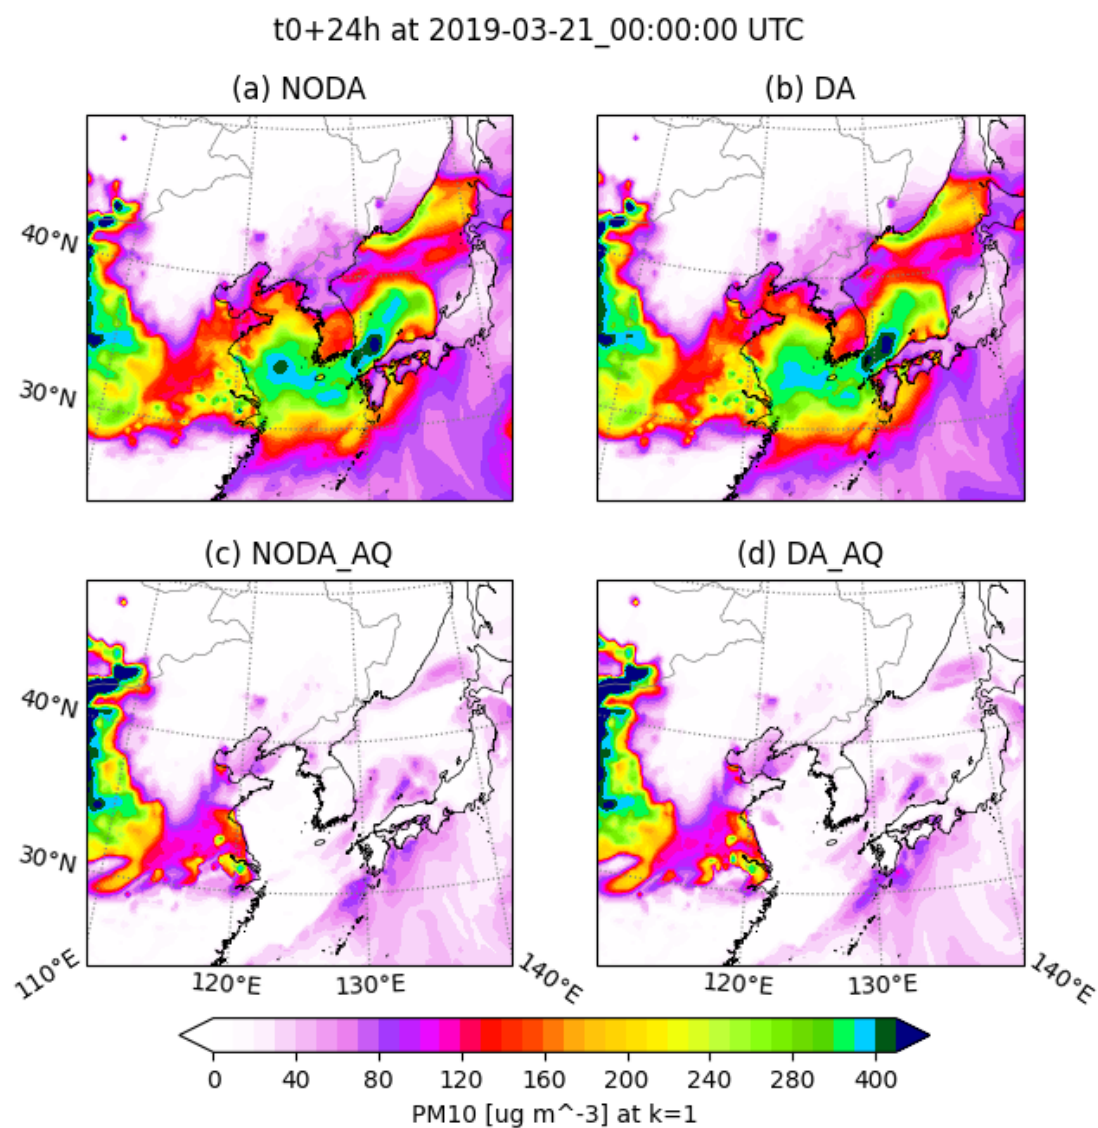 t0+24h at 2019-03-21_00:00:00 UTC
(a) NODA
(b) DA
40°N
30°N
(c) NODA_AQ
(d) DA_AQ
40°N
30°N
110°E
120°E
130°E
140°E
120°E
130°E
140°E
0 40 80 120 160 200 240 280 400
PM10 [ug m^-3] at k=1